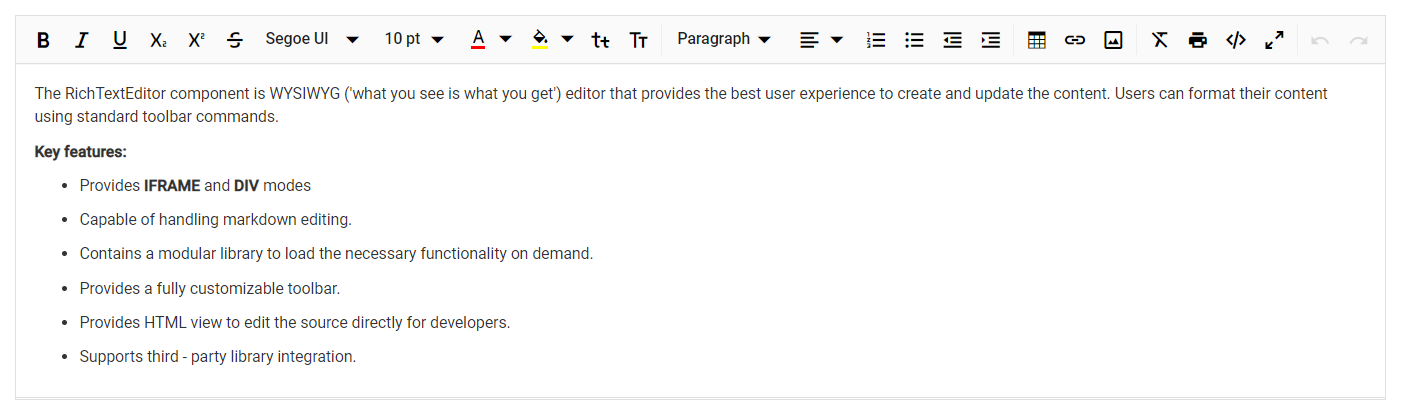 B I U X₂ X² S Segoe UI 10 pt A tt TT Paragraph
The RichTextEditor component is WYSIWYG ('what you see is what you get') editor that provides the best user experience to create and update the content. Users can format their content
using standard toolbar commands.
Key features:
• Provides IFRAME and DIV modes
• Capable of handling markdown editing.
• Contains a modular library to load the necessary functionality on demand.
• Provides a fully customizable toolbar.
• Provides HTML view to edit the source directly for developers.
• Supports third - party library integration.